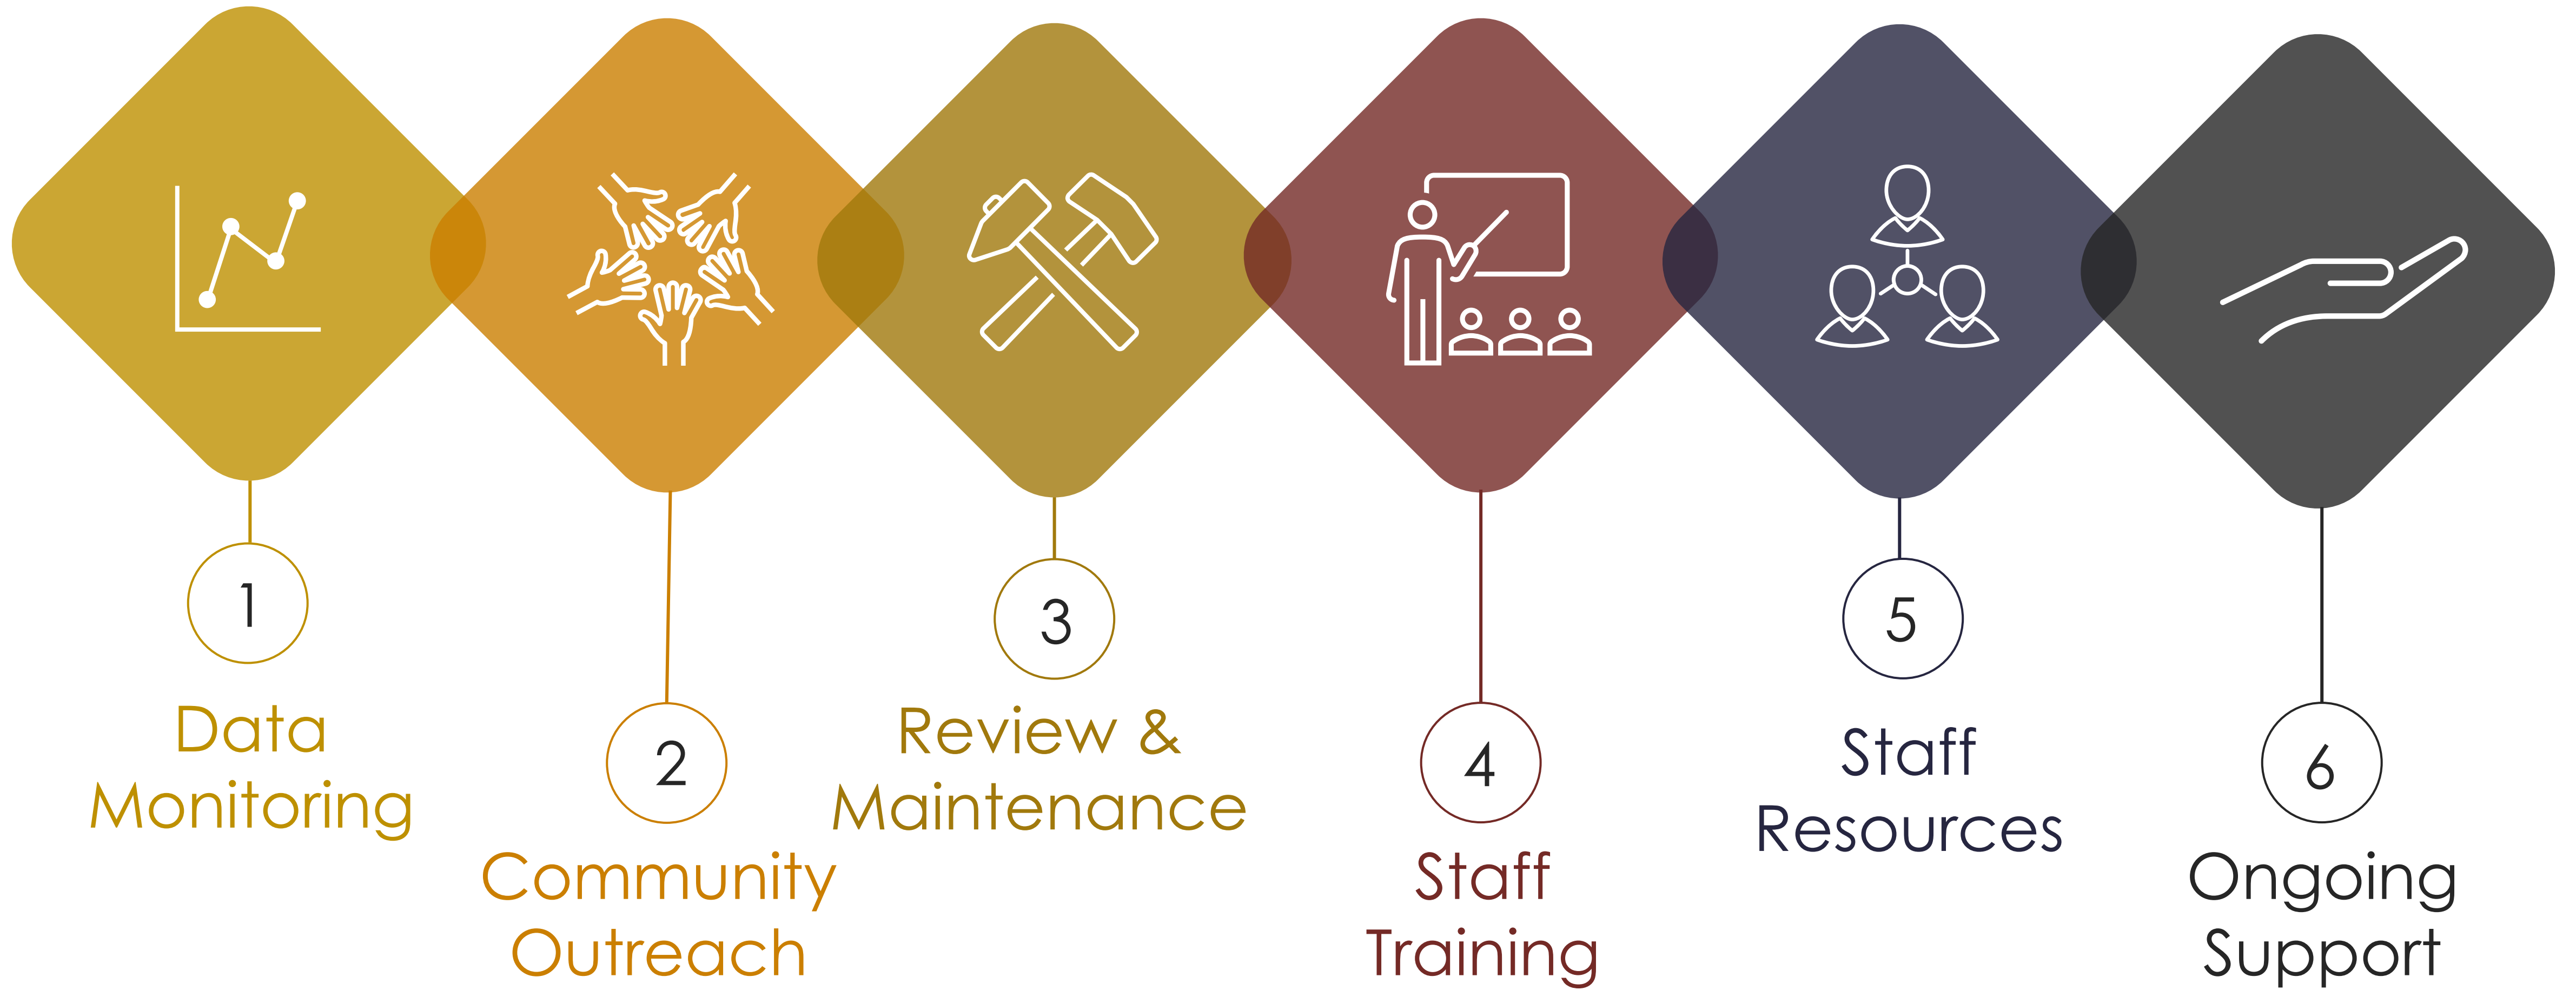 1
Data
Monitoring
2
Community
Outreach
3
Review &
Maintenance
4
Staff
Training
5
Staff
Resources
6
Ongoing
Support